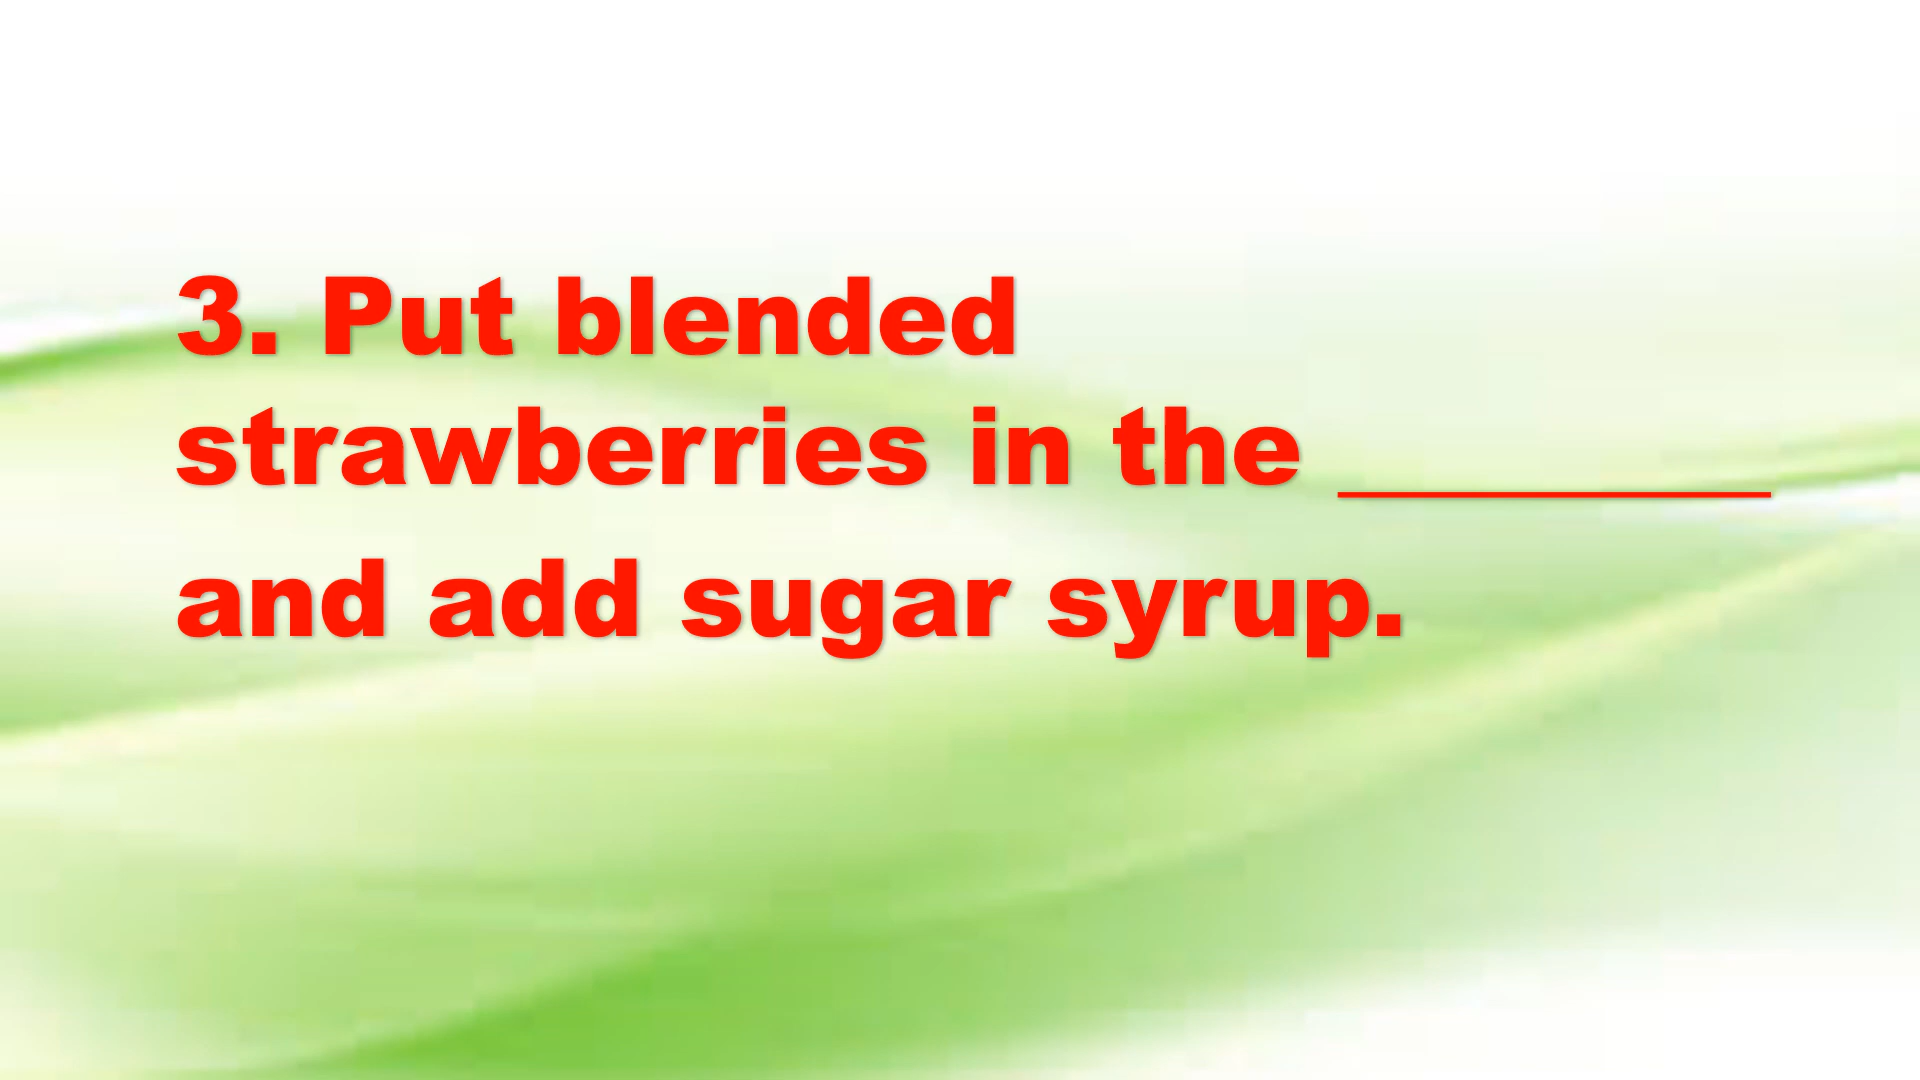 3. Put blended
strawberries in the ________
and add sugar syrup.